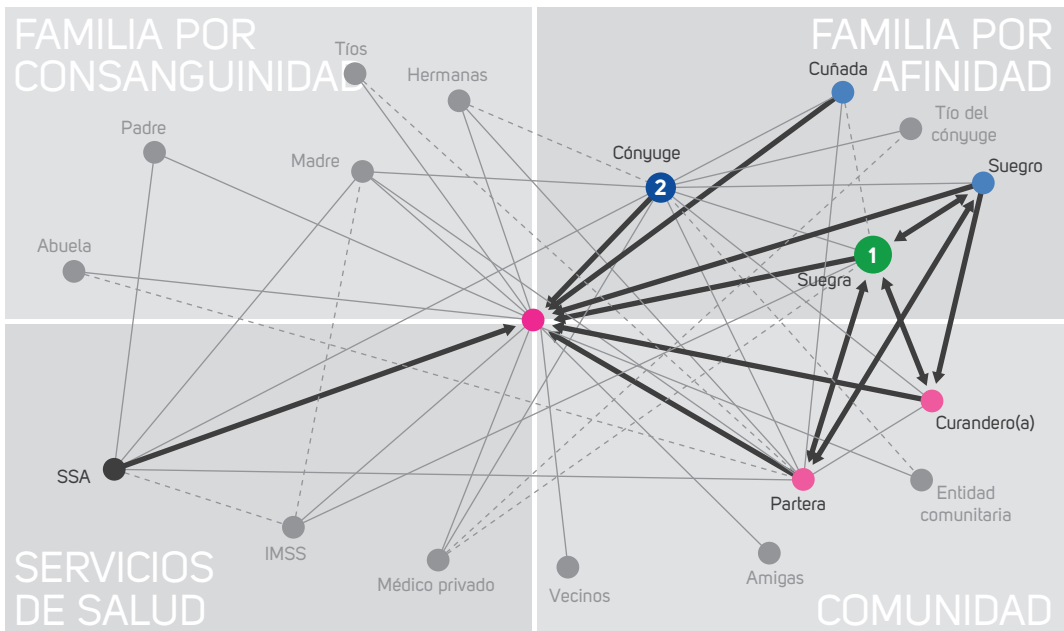 FAMILIA POR
CONSANGUINIDAD
FAMILIA POR
AFINIDAD
Tíos
Hermanas
Padre
Madre
Abuela
Cuñada
Tío del
cónyuge
Cónyuge
2
Suegro
1
Suegra
SSA
IMSS
Médico privado
SERVICIOS
DE SALUD
Curandero(a)
Partera
Entidad
comunitaria
Vecinos
Amigas
COMUNIDAD